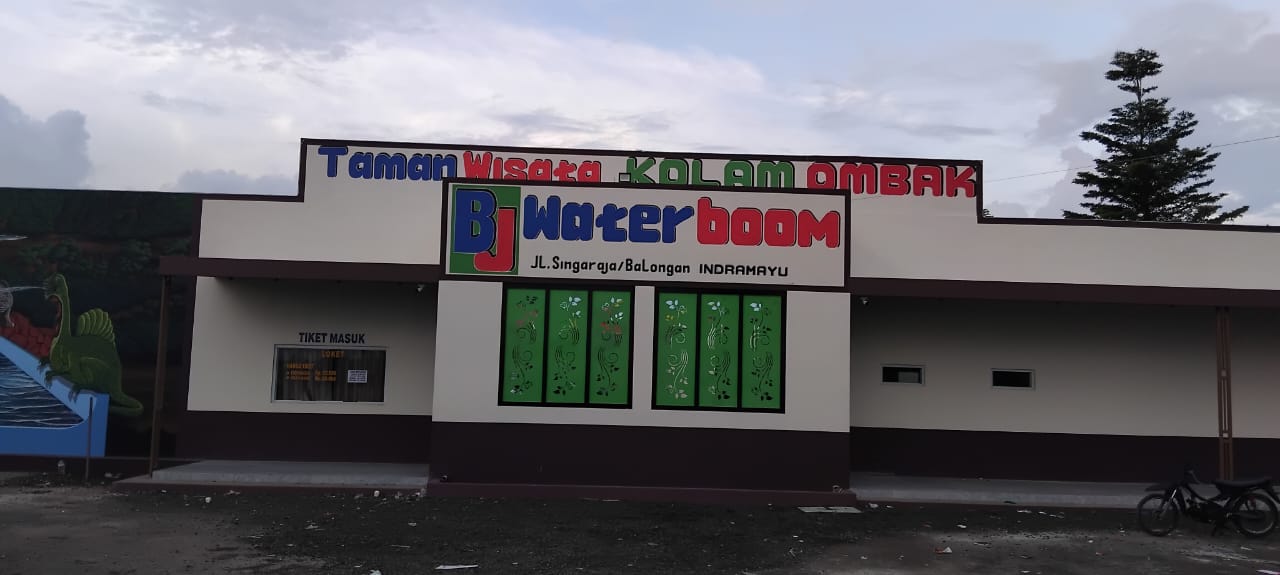 Taman Wisata KOLAM OMBAK
BJ Waterboom
JL.Singaraja/BaLongan INDRAMAYU
TIKET MASUK
LOKET